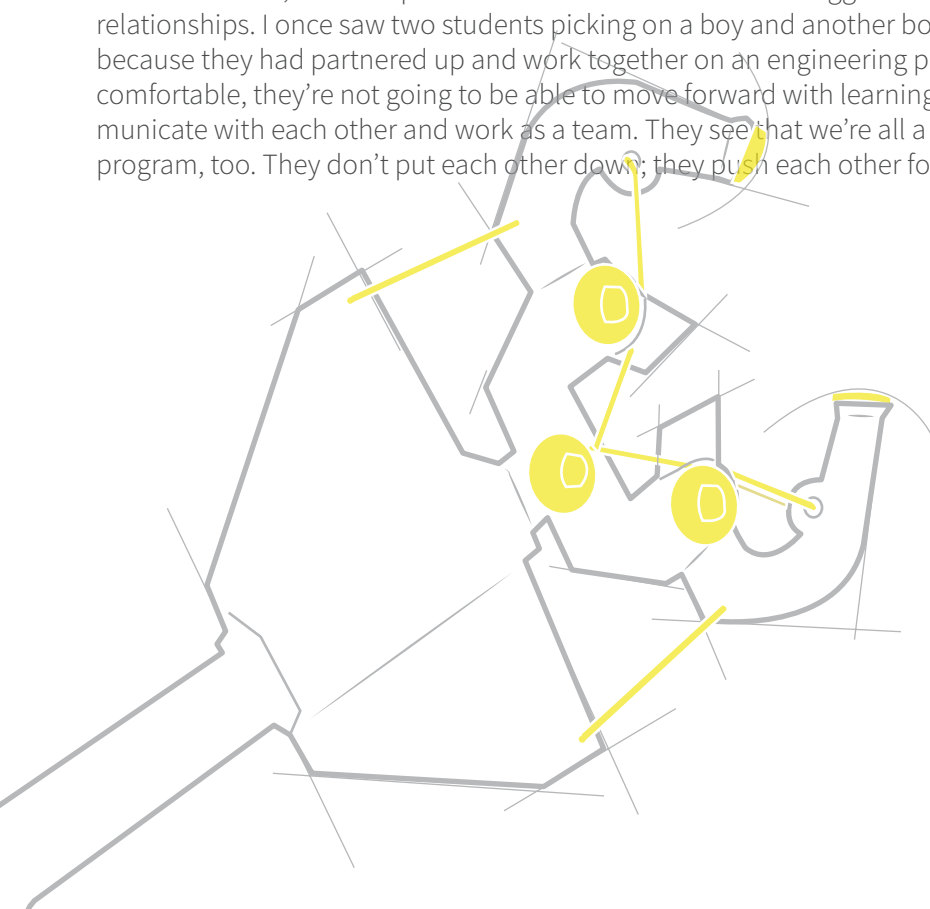 relationships. I once saw two students picking on a boy and another bo
because they had partnered up and work together on an engineering p
comfortable, they’re not going to be able to move forward with learning
municate with each other and work as a team. They see that we’re all a
program, too. They don’t put each other down; they push each other fo